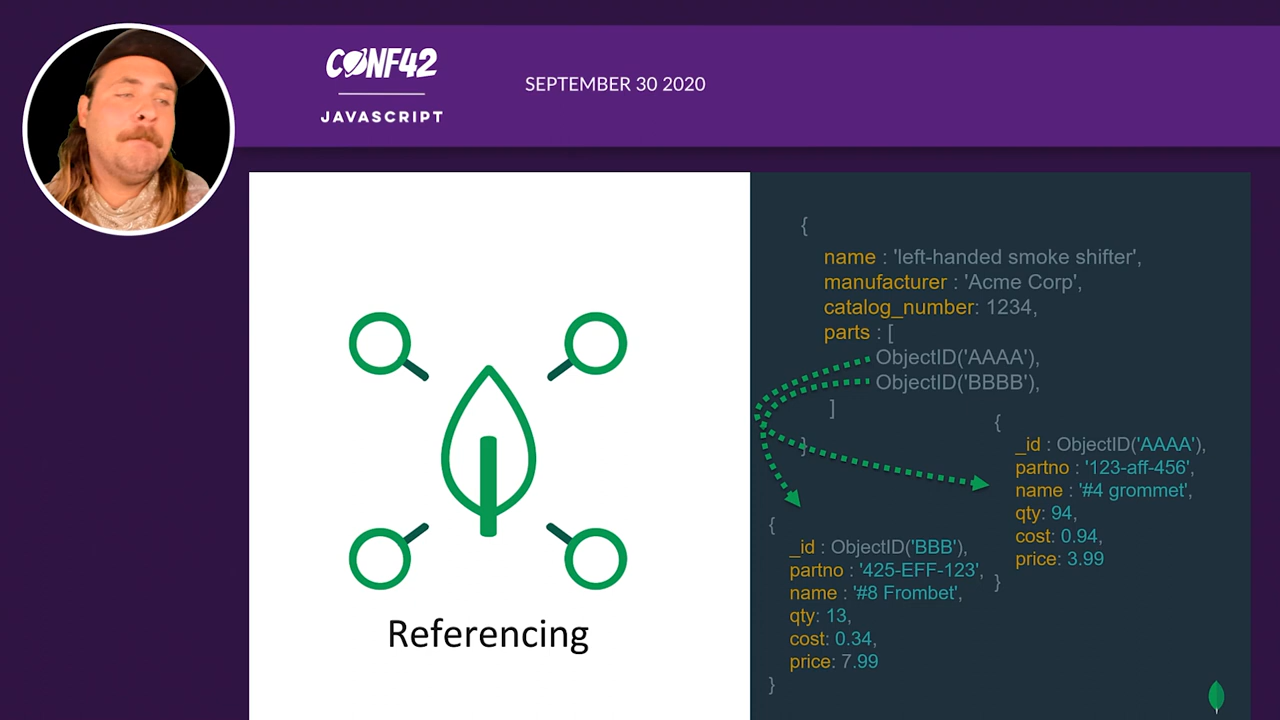 CONF42
JAVASCRIPT
SEPTEMBER 30 2020
Referencing
{
name : 'left-handed smoke shifter',
manufacturer : 'Acme Corp',
catalog_number: 1234,
parts : [
ObjectID('AAAA'),
ObjectID('BBBB'),
]
}
{
_id : ObjectID('AAAA'),
partno : '123-aff-456',
name : '#4 grommet',
qty: 94,
cost: 0.94,
price: 3.99
}
{
_id : ObjectID('BBB'),
partno : '425-EFF-123',
name : '#8 Frombet',
qty: 13,
cost: 0.34,
price: 7.99
}